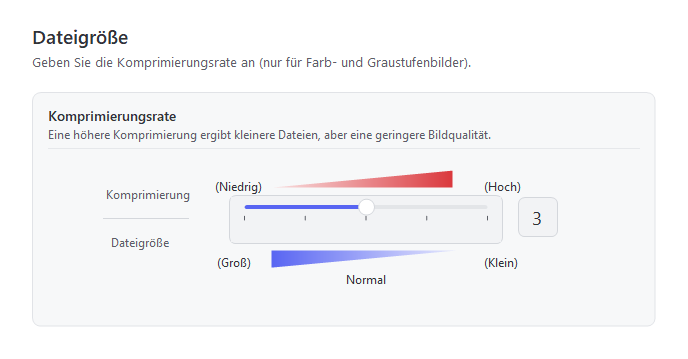 Dateigröße
Geben Sie die Komprimierungsrate an (nur für Farb- und Graustufenbilder).
Komprimierungsrate
Eine höhere Komprimierung ergibt kleinere Dateien, aber eine geringere Bildqualität.
Komprimierung
(Niedrig)
(Hoch)
3
Dateigröße
(Groß)
(Klein)
Normal